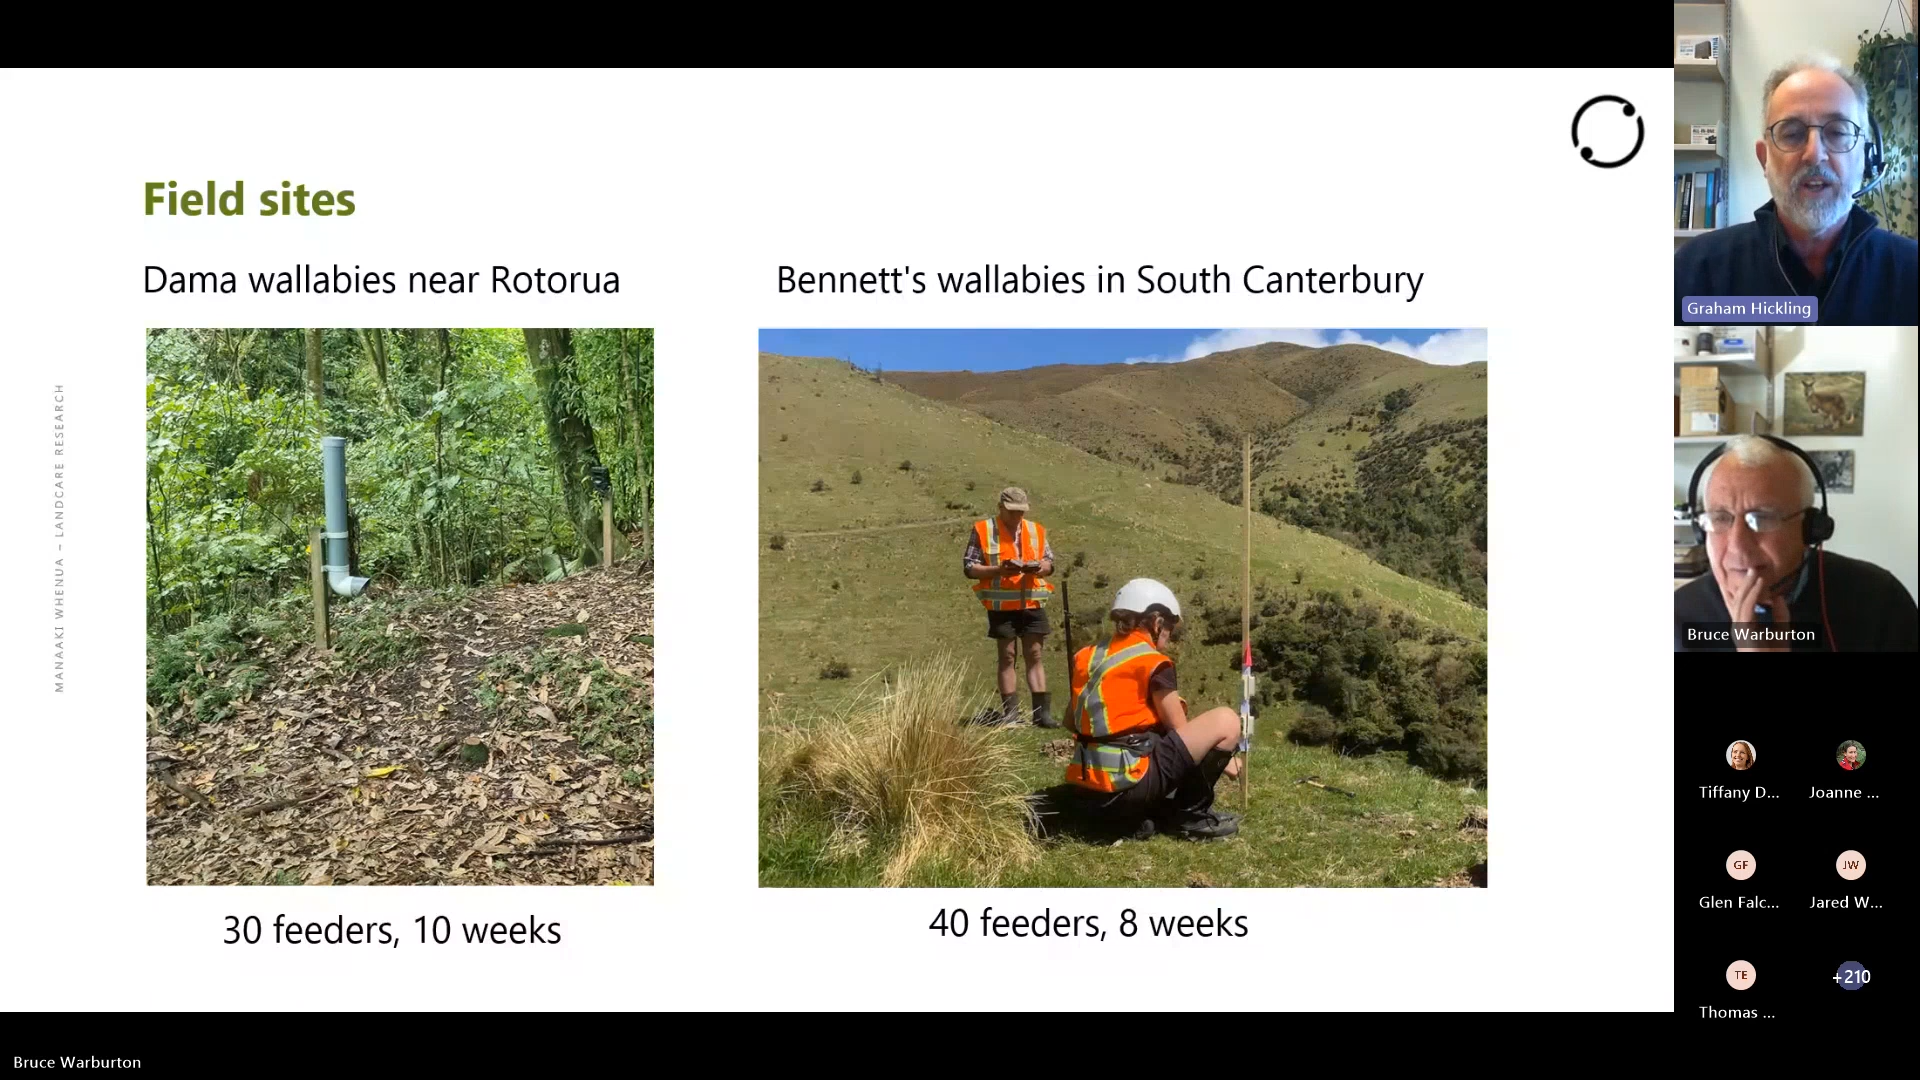 Field sites
Dama wallabies near Rotorua
Bennett's wallabies in South Canterbury
MANAAKI WHENUA – LANDCARE RESEARCH
30 feeders, 10 weeks
40 feeders, 8 weeks
Graham Hickling
Bruce Warburton
Tiffany D...
Joanne ...
GF
JW
Glen Falc...
Jared W...
TE
+210
Thomas ...
Bruce Warburton